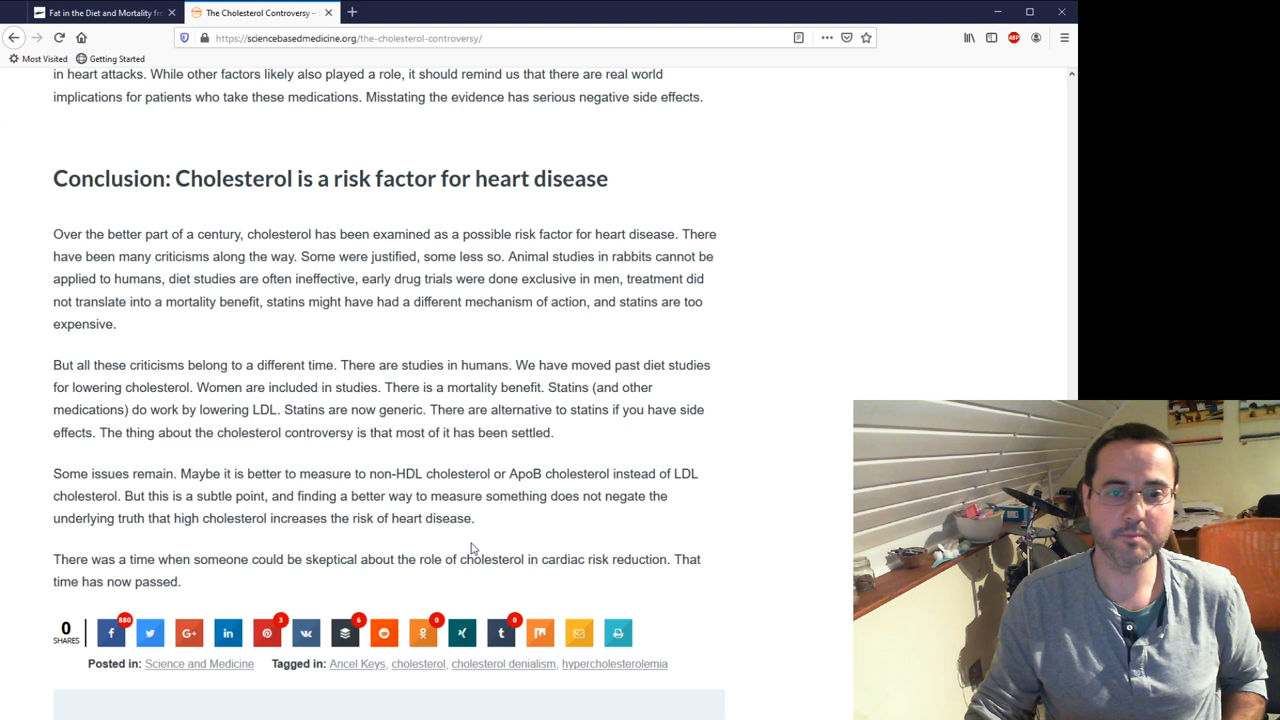 Fat in the Diet and Mortality fr
The Cholesterol Controversy –
https://sciencebasedmedicine.org/the-cholesterol-controversy/
ABP
Most Visited
Getting Started
in heart attacks. While other factors likely also played a role, it should remind us that there are real world
implications for patients who take these medications. Misstating the evidence has serious negative side effects.
Conclusion: Cholesterol is a risk factor for heart disease
Over the better part of a century, cholesterol has been examined as a possible risk factor for heart disease. There
have been many criticisms along the way. Some were justified, some less so. Animal studies in rabbits cannot be
applied to humans, diet studies are often ineffective, early drug trials were done exclusive in men, treatment did
not translate into a mortality benefit, statins might have had a different mechanism of action, and statins are too
expensive.
But all these criticisms belong to a different time. There are studies in humans. We have moved past diet studies
for lowering cholesterol. Women are included in studies. There is a mortality benefit. Statins (and other
medications) do work by lowering LDL. Statins are now generic. There are alternative to statins if you have side
effects. The thing about the cholesterol controversy is that most of it has been settled.
Some issues remain. Maybe it is better to measure to non-HDL cholesterol or ApoB cholesterol instead of LDL
cholesterol. But this is a subtle point, and finding a better way to measure something does not negate the
underlying truth that high cholesterol increases the risk of heart disease.
There was a time when someone could be skeptical about the role of cholesterol in cardiac risk reduction. That
time has now passed.
0
SHARES
880
3
6
0
0
Posted in: Science and Medicine Tagged in: Ancel Keys, cholesterol, cholesterol denialism, hypercholesterolemia